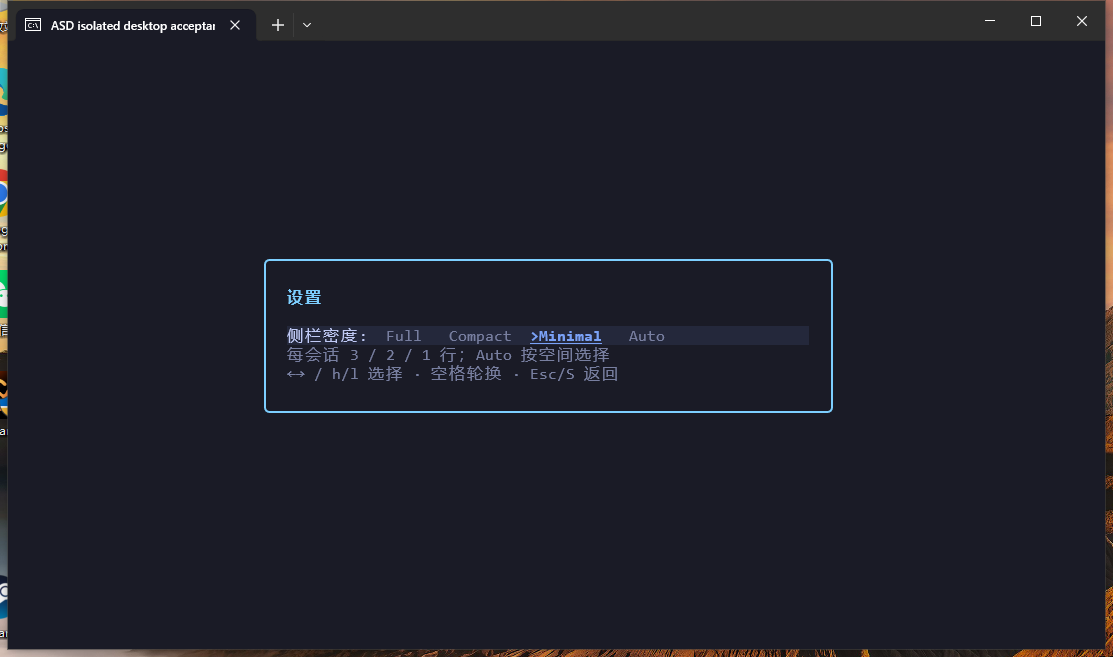 ASD isolated desktop acceptar
设置
侧栏密度: Full Compact >Minimal Auto
每会话 3 / 2 / 1 行; Auto 按空间选择
↔ / h/l 选择 · 空格轮换 · Esc/S 返回